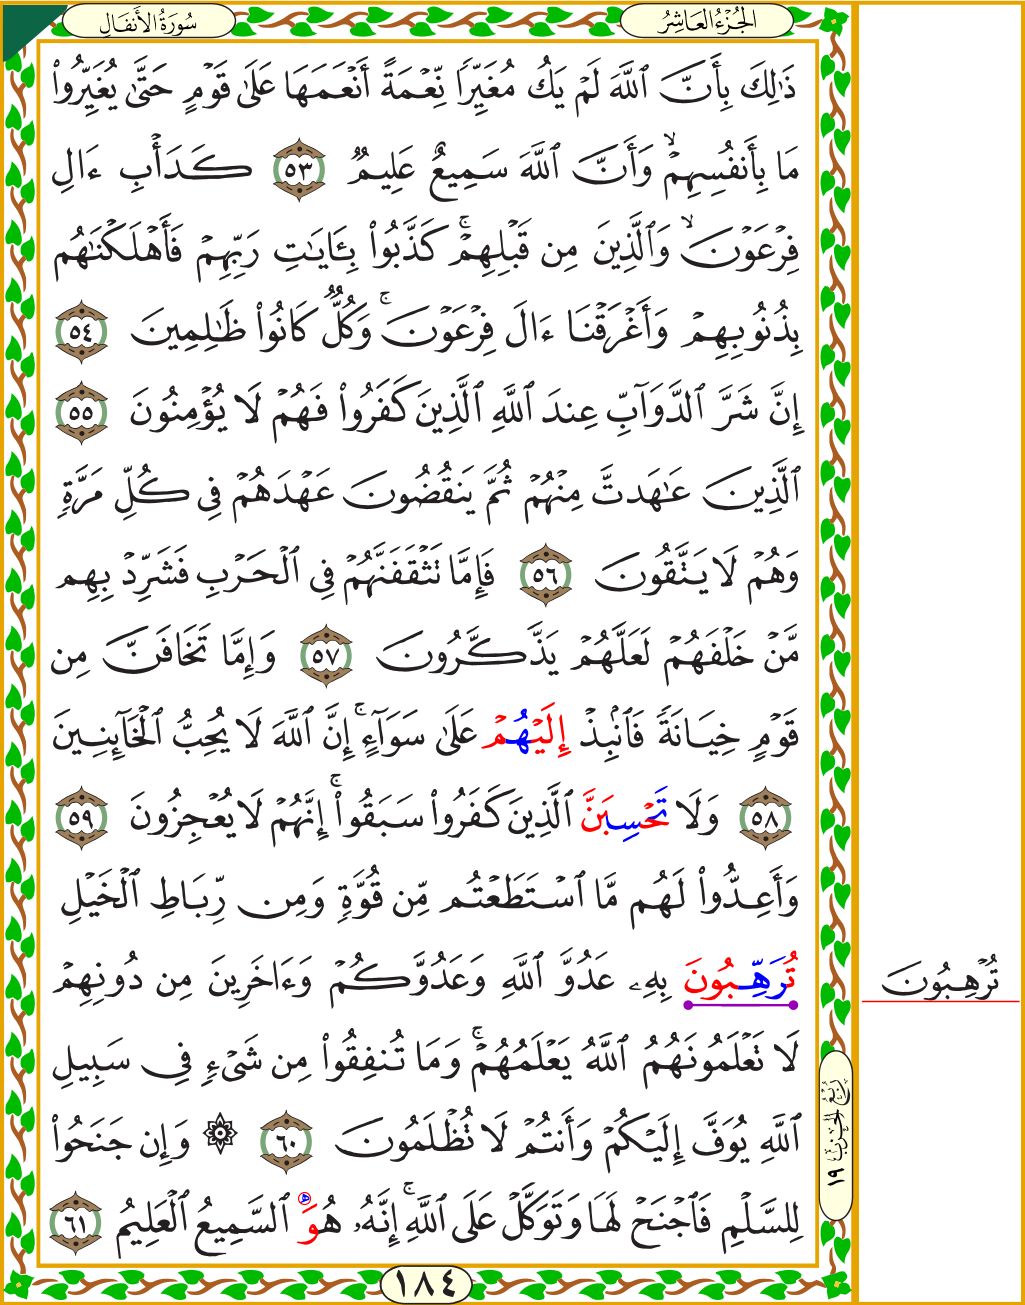 سُورَةُ الأَنفَالِ
الجُزْءُ العَاشِرُ
ذَٰلِكَ بِأَنَّ ٱللَّهَ لَمْ يَكُ مُغَيِّرًا نِّعْمَةً أَنْعَمَهَا عَلَىٰ قَوْمٍ حَتَّىٰ يُغَيِّرُوا۟
مَا بِأَنفُسِهِمْ ۙ وَأَنَّ ٱللَّهَ سَمِيعٌ عَلِيمٌ ٥٣ كَدَأْبِ ءَالِ
فِرْعَوْنَ ۙ وَٱلَّذِينَ مِن قَبْلِهِمْ ۚ كَذَّبُوا۟ بِـَٔايَـٰتِ رَبِّهِمْ فَأَهْلَكْنَـٰهُم
بِذُنُوبِهِمْ وَأَغْرَقْنَا ءَالَ فِرْعَوْنَ ۚ وَكُلٌّ كَانُوا۟ ظَـٰلِمِينَ ٥٤
إِنَّ شَرَّ ٱلدَّوَآبِّ عِندَ ٱللَّهِ ٱلَّذِينَ كَفَرُوا۟ فَهُمْ لَا يُؤْمِنُونَ ٥٥
ٱلَّذِينَ عَـٰهَدتَّ مِنْهُمْ ثُمَّ يَنقُضُونَ عَهْدَهُمْ فِى كُلِّ مَرَّةٍ
وَهُمْ لَا يَتَّقُونَ ٥٦ فَإِمَّا تَثْقَفَنَّهُمْ فِى ٱلْحَرْبِ فَشَرِّدْ بِهِم
مَّنْ خَلْفَهُمْ لَعَلَّهُمْ يَذَّكَّرُونَ ٥٧ وَإِمَّا تَخَافَنَّ مِن
قَوْمٍ خِيَانَةً فَٱنۢبِذْ إِلَيْهُمْ عَلَىٰ سَوَآءٍ ۚ إِنَّ ٱللَّهَ لَا يُحِبُّ ٱلْخَآئِنِينَ
٥٨ وَلَا تَحْسِبَنَّ ٱلَّذِينَ كَفَرُوا۟ سَبَقُوٓا۟ ۚ إِنَّهُمْ لَا يُعْجِزُونَ ٥٩
وَأَعِدُّوا۟ لَهُم مَّا ٱسْتَطَعْتُم مِّن قُوَّةٍ وَمِن رِّبَاطِ ٱلْخَيْلِ
تُرَهِّبُونَ بِهِۦ عَدُوَّ ٱللَّهِ وَعَدُوَّكُمْ وَءَاخَرِينَ مِن دُونِهِمْ
تُرْهِبُونَ
لَا تَعْلَمُونَهُمُ ٱللَّهُ يَعْلَمُهُمْ ۚ وَمَا تُنفِقُوا۟ مِن شَىْءٍ فِى سَبِيلِ
ٱللَّهِ يُوَفَّ إِلَيْكُمْ وَأَنتُمْ لَا تُظْلَمُونَ ٦٠ ۞ وَإِن جَنَحُوا۟
لِلسَّلْمِ فَٱجْنَحْ لَهَا وَتَوَكَّلْ عَلَى ٱللَّهِ ۚ إِنَّهُۥ هُوَ ٱلسَّمِيعُ ٱلْعَلِيمُ ٦١
رُبْعُ الحِزْبِ ١٩
١٨٤